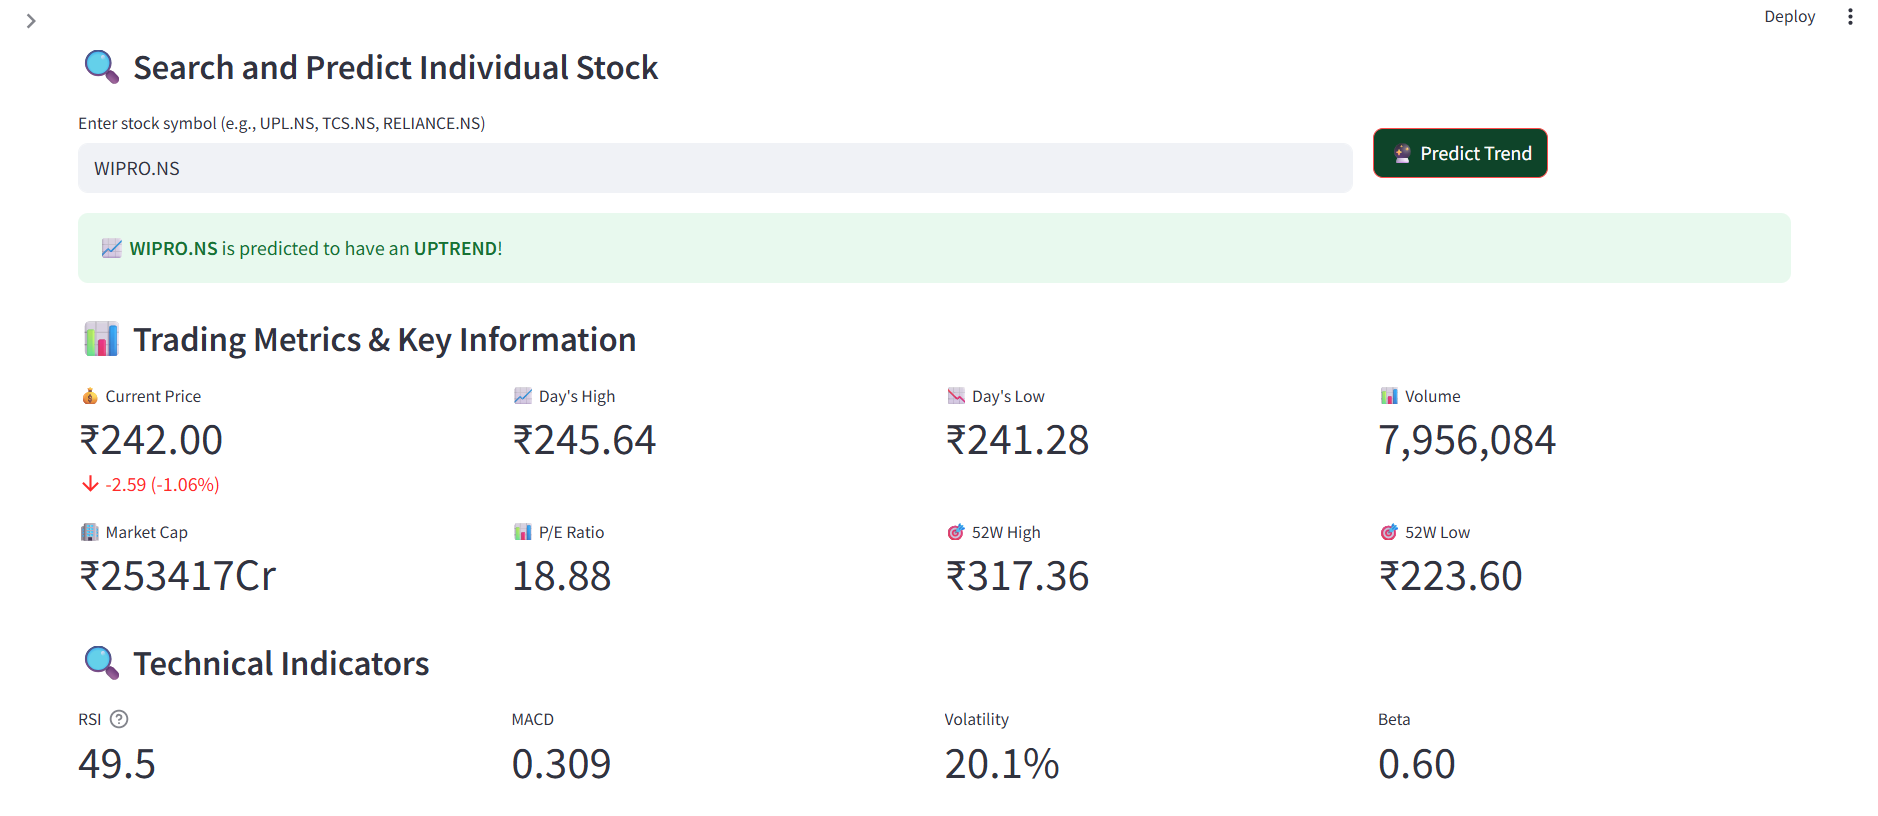 Deploy
Search and Predict Individual Stock
Enter stock symbol (e.g., UPL.NS, TCS.NS, RELIANCE.NS)
WIPRO.NS
Predict Trend
WIPRO.NS is predicted to have an UPTREND!
Trading Metrics & Key Information
Current Price
₹242.00
-2.59 (-1.06%)
Day's High
₹245.64
Day's Low
₹241.28
Volume
7,956,084
Market Cap
₹253417Cr
P/E Ratio
18.88
52W High
₹317.36
52W Low
₹223.60
Technical Indicators
RSI
49.5
MACD
0.309
Volatility
20.1%
Beta
0.60